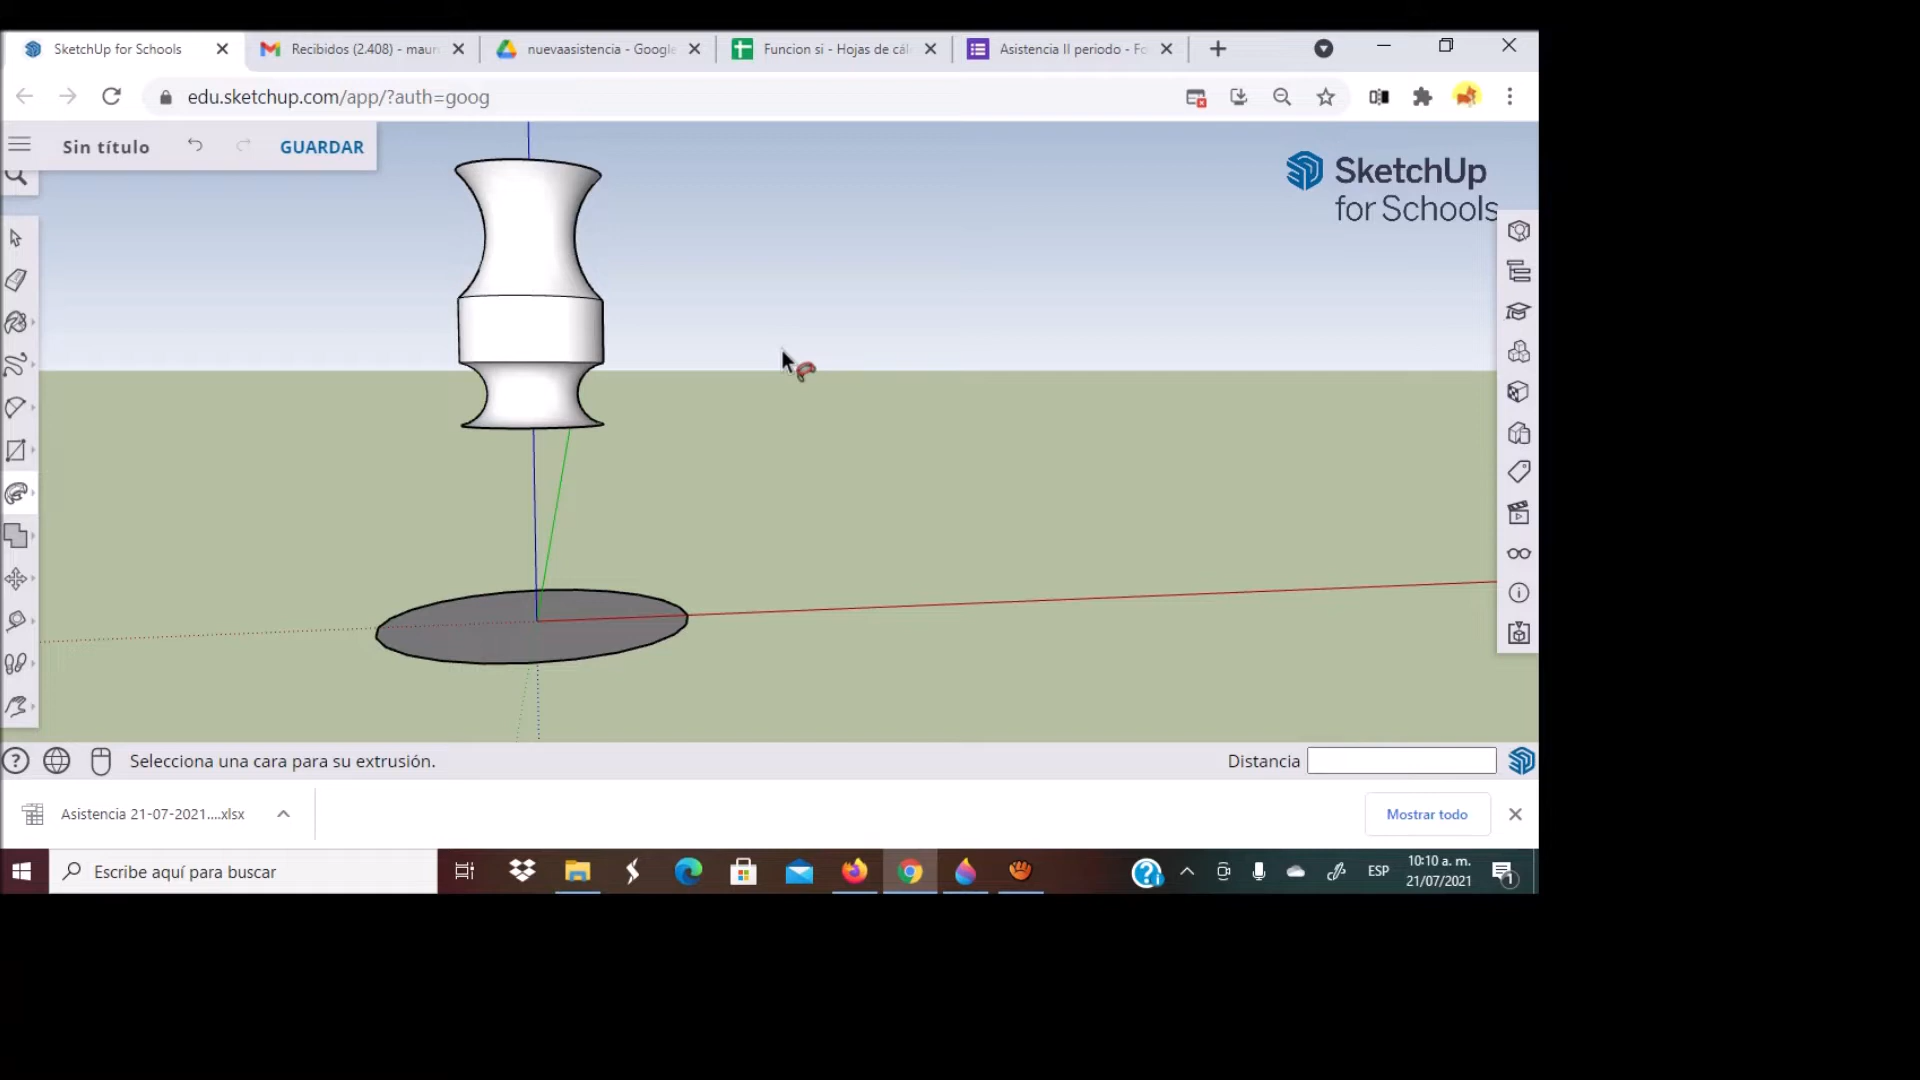 SketchUp for Schools
Recibidos (2.408) - maur
nuevaasistencia - Google
Funcion si - Hojas de cál
Asistencia II periodo - Fo
edu.sketchup.com/app/?auth=goog
Sin título
GUARDAR
SketchUp
for Schools
Selecciona una cara para su extrusión.
Distancia
Asistencia 21-07-2021....xlsx
Mostrar todo
Escribe aquí para buscar
ESP
10:10 a. m.
21/07/2021
1